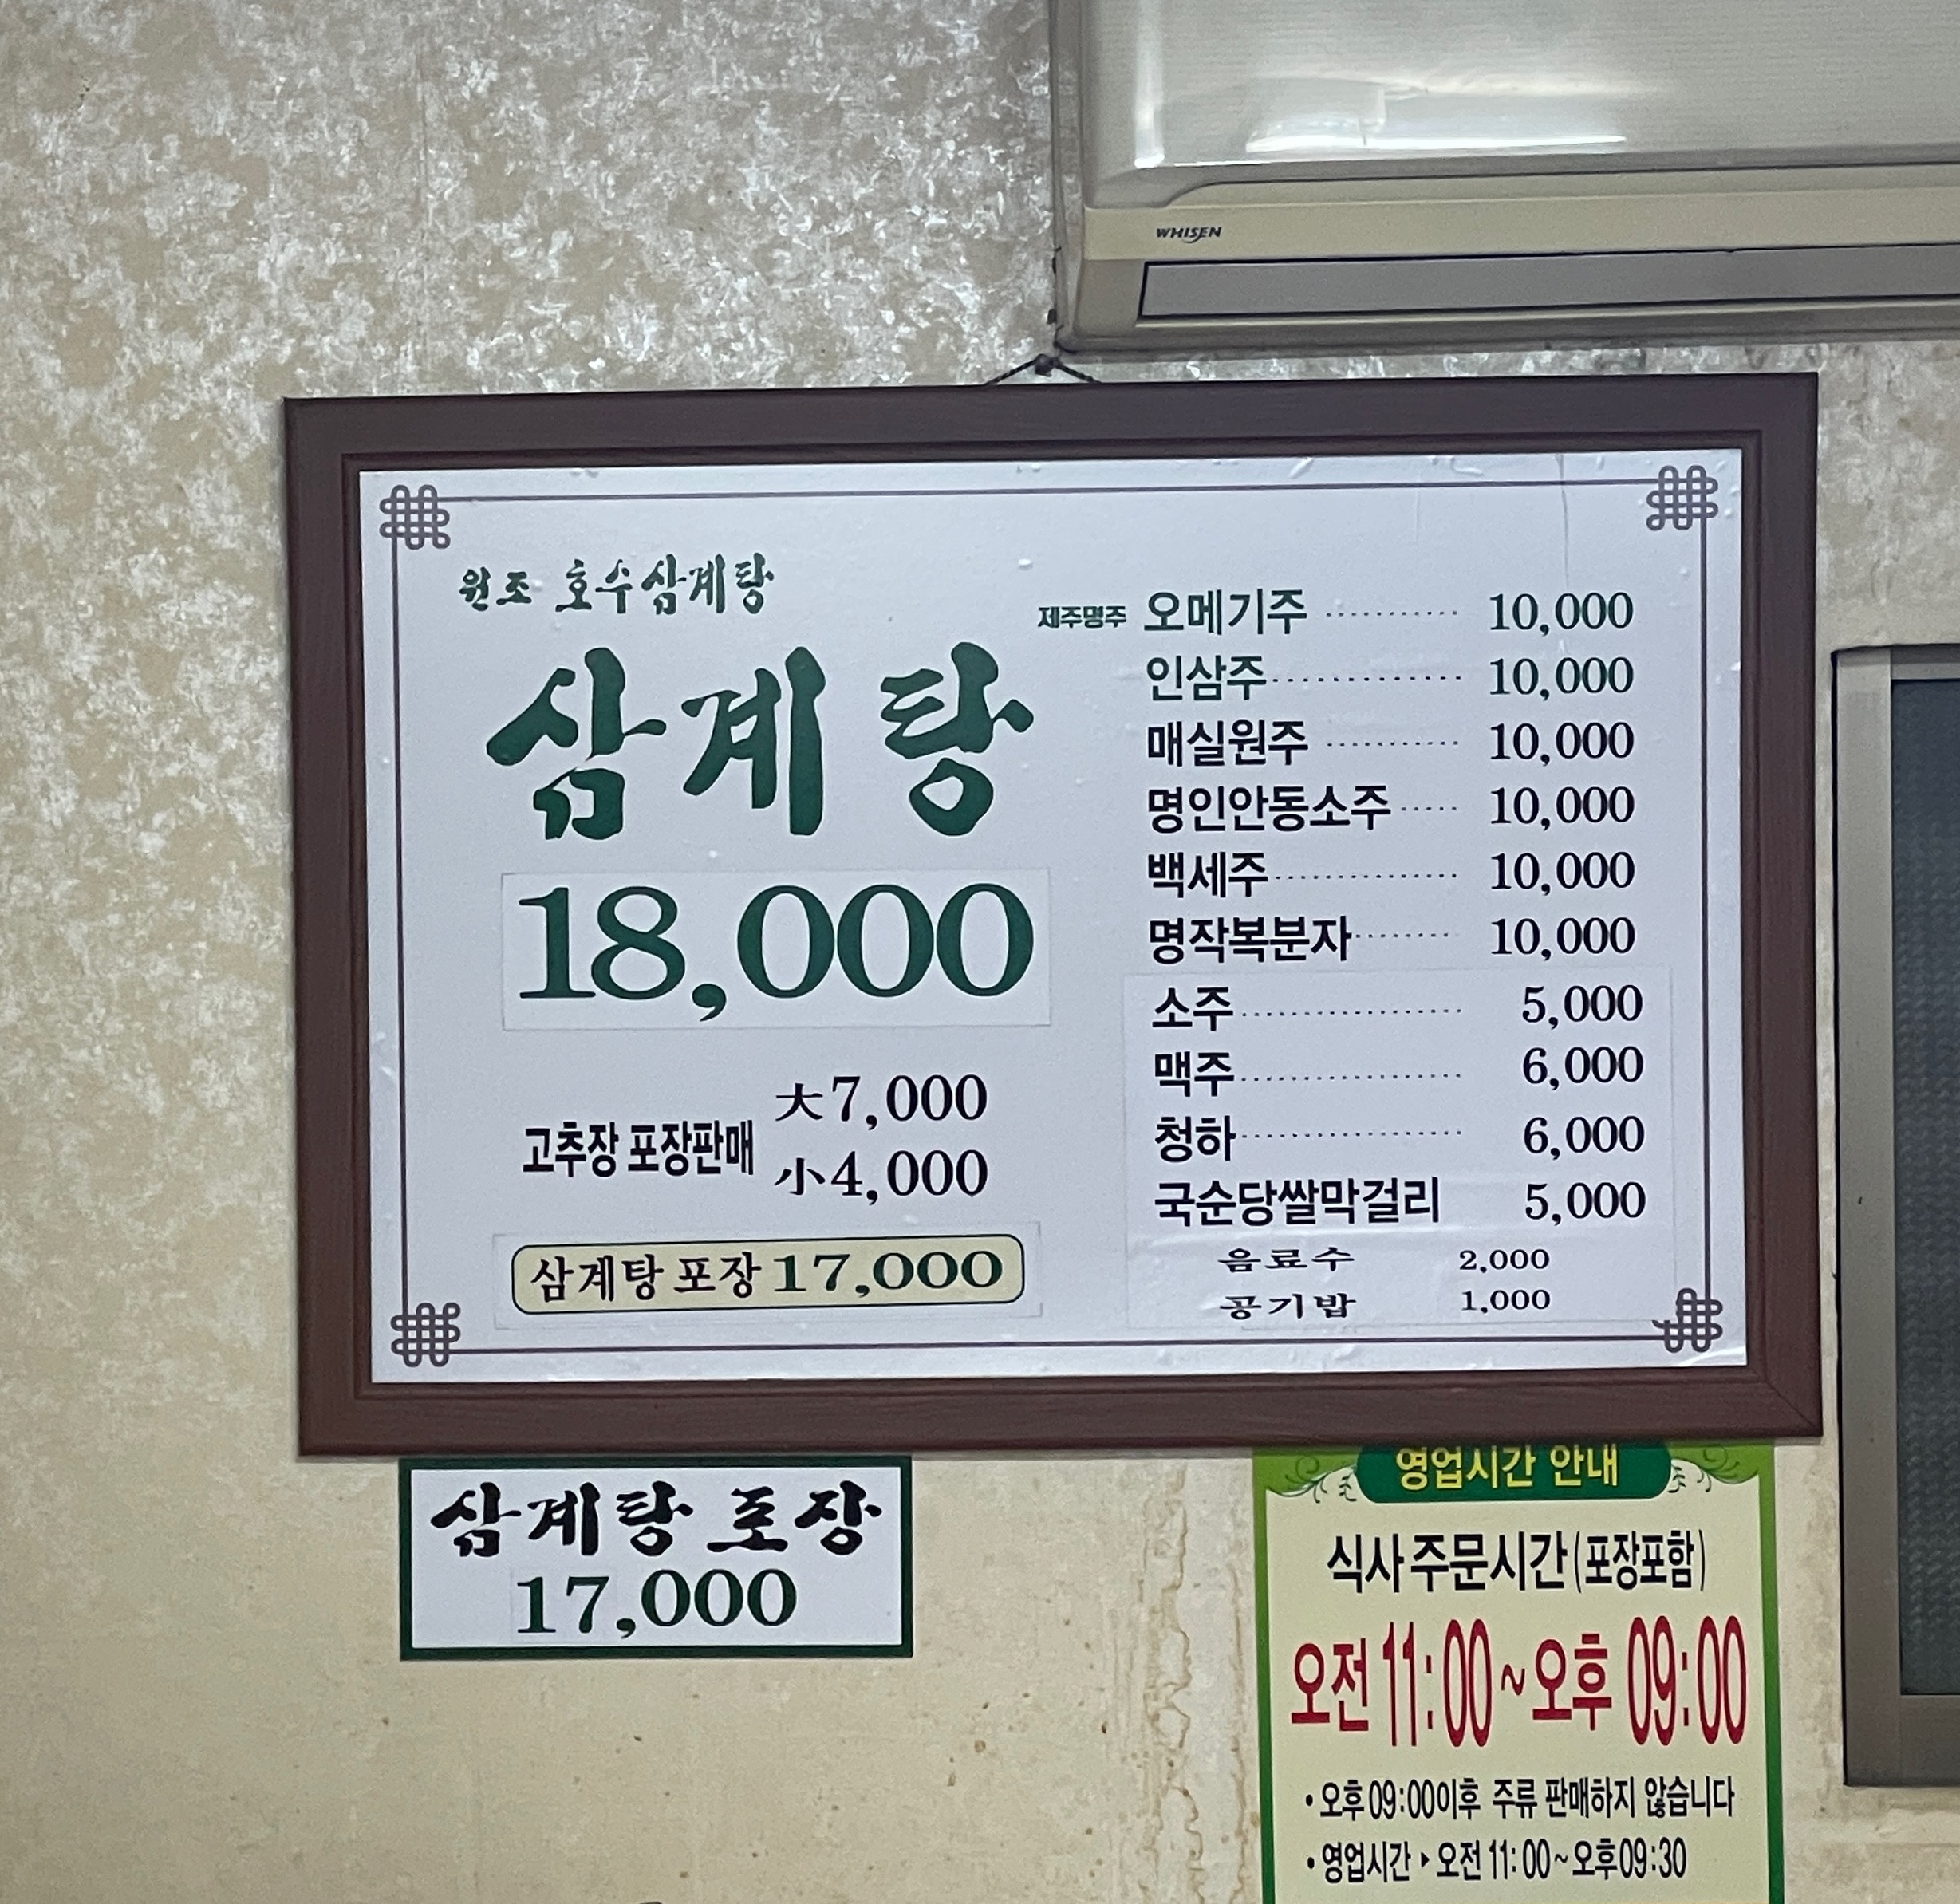 WHISEN
원조 호수삼계탕
삼계탕
18,000
고추장 포장판매
大7,000
小4,000
삼계탕 포장 17,000
제주명주 오메기주 ·········· 10,000
인삼주 ·············· 10,000
매실원주 ·········· 10,000
명인안동소주 ····· 10,000
백세주 ·············· 10,000
명작복분자 ········ 10,000
소주 ·················· 5,000
맥주 ·················· 6,000
청하 ·················· 6,000
국순당쌀막걸리 5,000
음료수 2,000
공기밥 1,000
삼계탕 포장
17,000
영업시간 안내
식사 주문시간(포장포함)
오전 11:00~오후 09:00
• 오후 09:00이후 주류 판매하지 않습니다
• 영업시간 ▸ 오전 11:00~오후 09:30